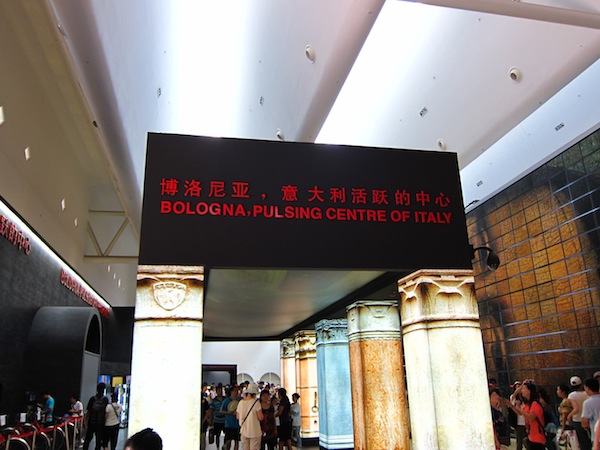 博洛尼亚，意大利活跃的中心
BOLOGNA, PULSING CENTRE OF ITALY